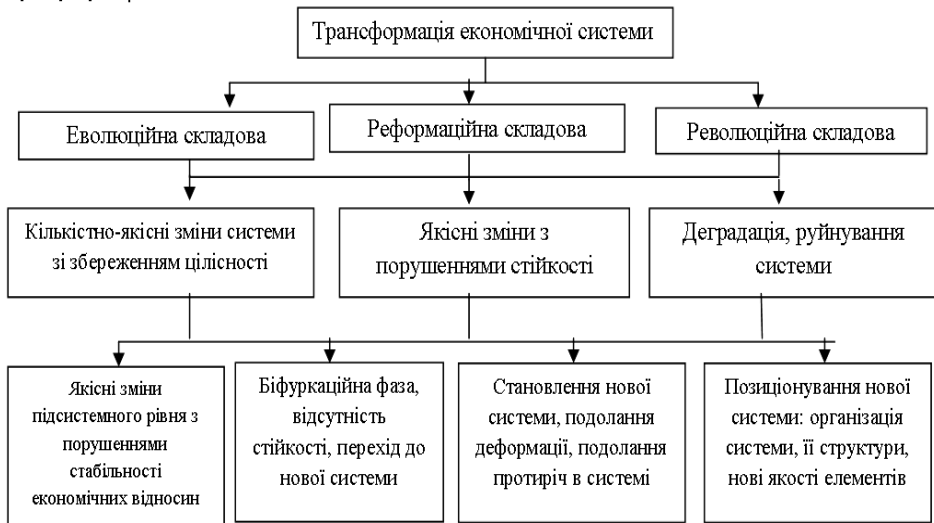 Трансформація економічної системи
Еволюційна складова
Реформаційна складова
Революційна складова
Кількістно-якісні зміни системи
зі збереженням цілісності
Якісні зміни з
порушеннями стійкості
Деградація, руйнування
системи
Якісні зміни
підсистемного рівня з
порушеннями
стабільності
економічних відносин
Біфуркаційна фаза,
відсутність
стійкості, перехід до
нової системи
Становлення нової
системи, подолання
деформації, подолання
протиріч в системі
Позиціонування нової
системи: організація
системи, її структури,
нові якості елементів